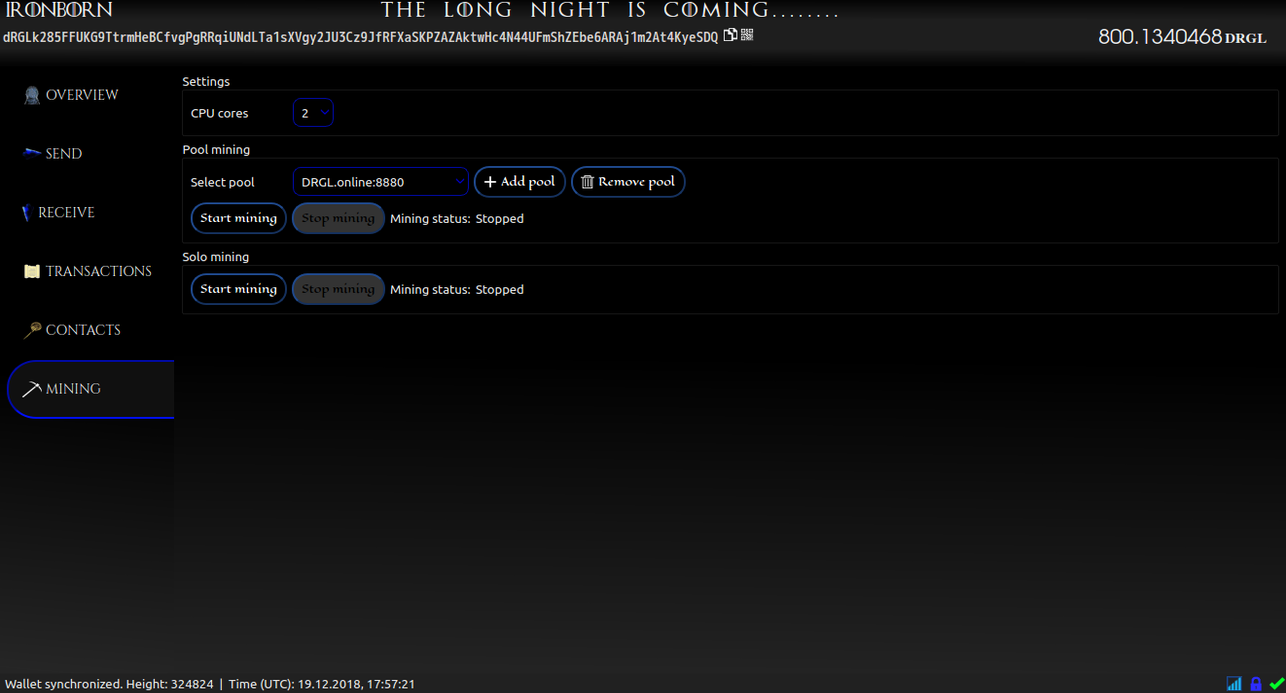 IRONBORN
THE LONG NIGHT IS COMING........
dRGLk285FFUKG9TtrmHeBCfvgPgRRqiUNdLTa1sXVgy2JU3Cz9JfRFXaSKPZAZAktwHc4N44UFmShZEbe6ARAj1m2At4KyeSDQ
800.1340468 DRGL
OVERVIEW
SEND
RECEIVE
TRANSACTIONS
CONTACTS
MINING
Settings
CPU cores 2
Pool mining
Select pool DRGL.online:8880 Add pool Remove pool
Start mining Stop mining Mining status: Stopped
Solo mining
Start mining Stop mining Mining status: Stopped
Wallet synchronized. Height: 324824 | Time (UTC): 19.12.2018, 17:57:21